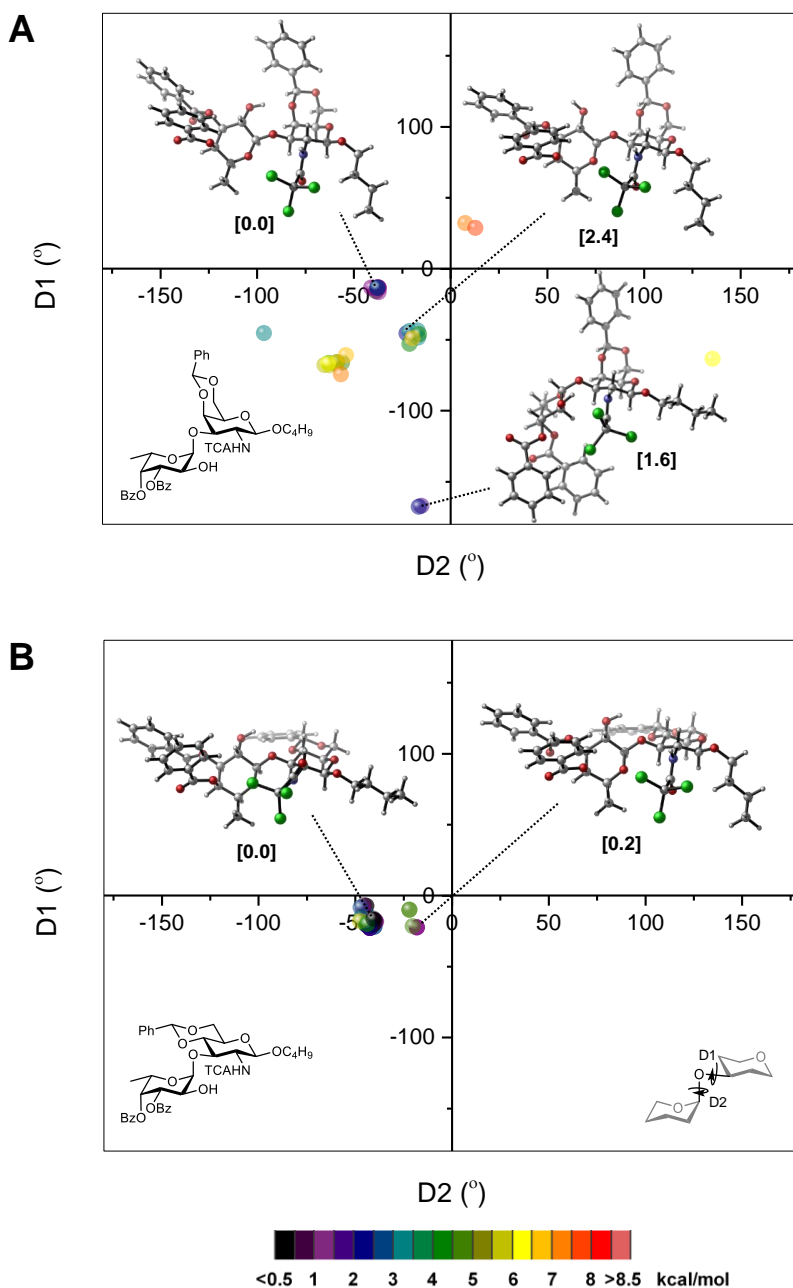 A
[0.0]
[2.4]
100
D1 (°)
-150 -100 -50 0 50 100 150
-100
Ph
O
O
O
O
OC4H9
TCAHN
O
O
OH
BzO
OBz
[1.6]
D2 (°)
B
[0.0]
[0.2]
100
D1 (°)
-150 -100 -50 0 50 100 150
-100
Ph
O
O
O
O
OC4H9
TCAHN
O
O
OH
BzO
OBz
O
D1
O
O
D2
D2 (°)
<0.5 1 2 3 4 5 6 7 8 >8.5 kcal/mol